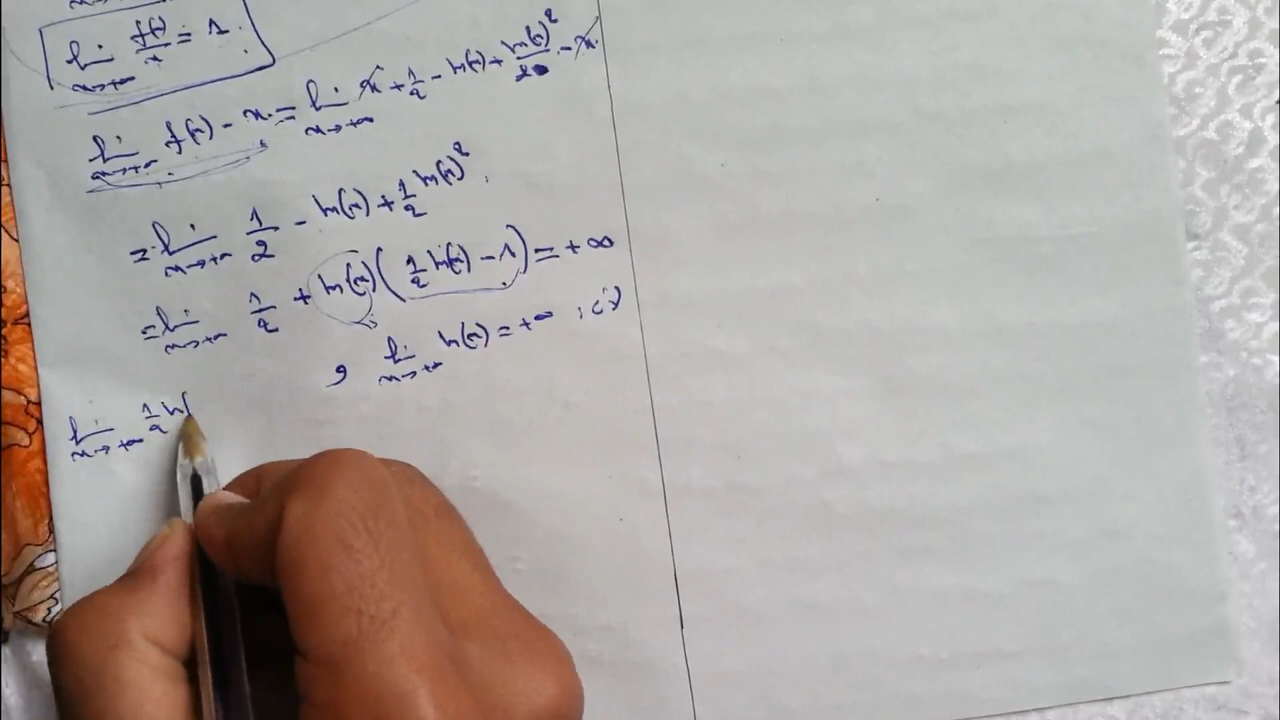 lim f(x)/x = 1
x→+∞
lim f(x) - x = lim x + 1/2 - ln(x) + ln(x)²/2 - x
x→+∞ x→+∞
= lim 1/2 - ln(x) + 1/2 ln(x)²
x→+∞
= lim 1/2 + ln(x)(1/2 ln(x) - 1) = +∞
x→+∞
لأن: lim ln(x) = +∞ و
x→+∞
lim 1/2 ln(
x→+∞